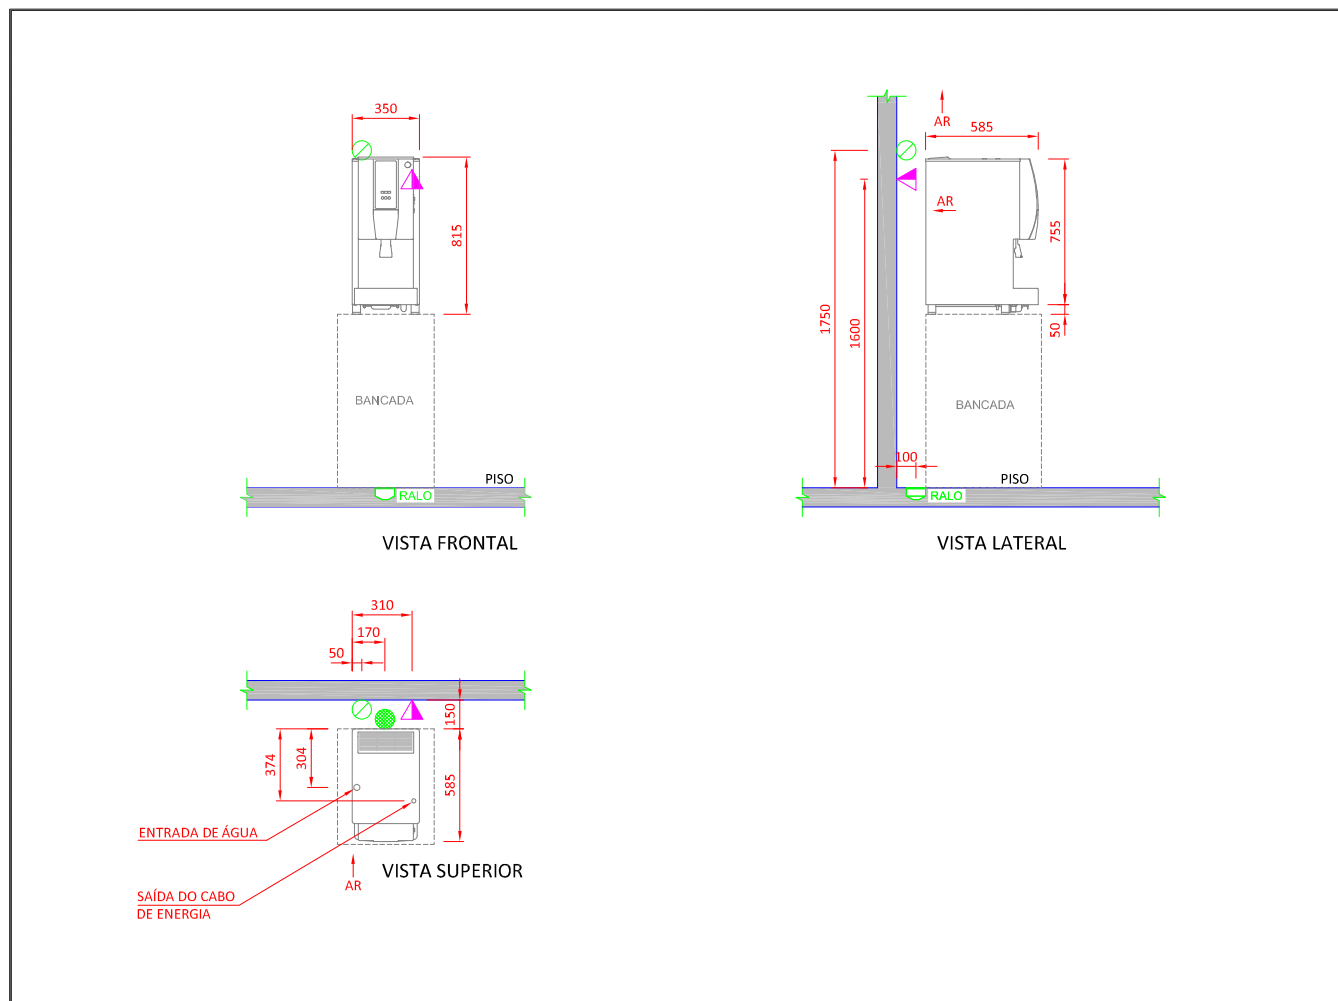 350
815
BANCADA
PISO
RALO
VISTA FRONTAL
AR
585
AR
755
1750
1600
50
BANCADA
100
PISO
RALO
VISTA LATERAL
310
170
50
150
374
304
585
ENTRADA DE ÁGUA
VISTA SUPERIOR
AR
SAÍDA DO CABO
DE ENERGIA